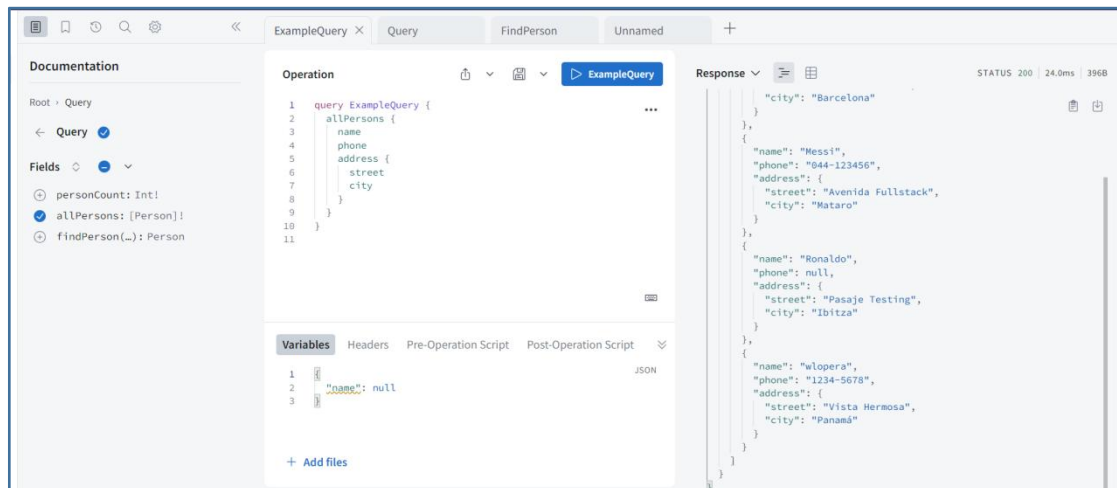 ExampleQuery
Query
FindPerson
Unnamed
Documentation
Root › Query
Query
Fields
personCount: Int!
allPersons: [Person]!
findPerson(…): Person
Operation
ExampleQuery
1 query ExampleQuery {
2 allPersons {
3 name
4 phone
5 address {
6 street
7 city
8 }
9 }
10 }
11
Variables Headers Pre-Operation Script Post-Operation Script
JSON
1 {
2 "name": null
3 }
+ Add files
Response
STATUS 200 | 24.0ms | 396B
"city": "Barcelona"
}
},
{
"name": "Messi",
"phone": "044-123456",
"address": {
"street": "Avenida Fullstack",
"city": "Mataro"
}
},
{
"name": "Ronaldo",
"phone": null,
"address": {
"street": "Pasaje Testing",
"city": "Ibitza"
}
},
{
"name": "wlopera",
"phone": "1234-5678",
"address": {
"street": "Vista Hermosa",
"city": "Panamá"
}
}
]
}
}